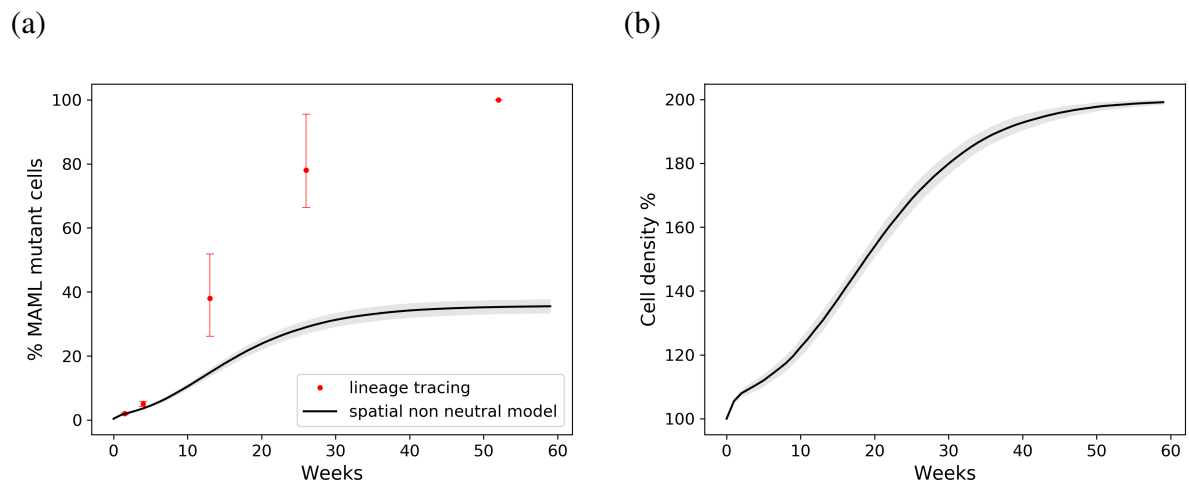 (a)
100
80
60
40
20
0
% MAML mutant cells
lineage tracing
spatial non neutral model
0 10 20 30 40 50 60
Weeks
(b)
200
180
160
140
120
100
Cell density %
0 10 20 30 40 50 60
Weeks